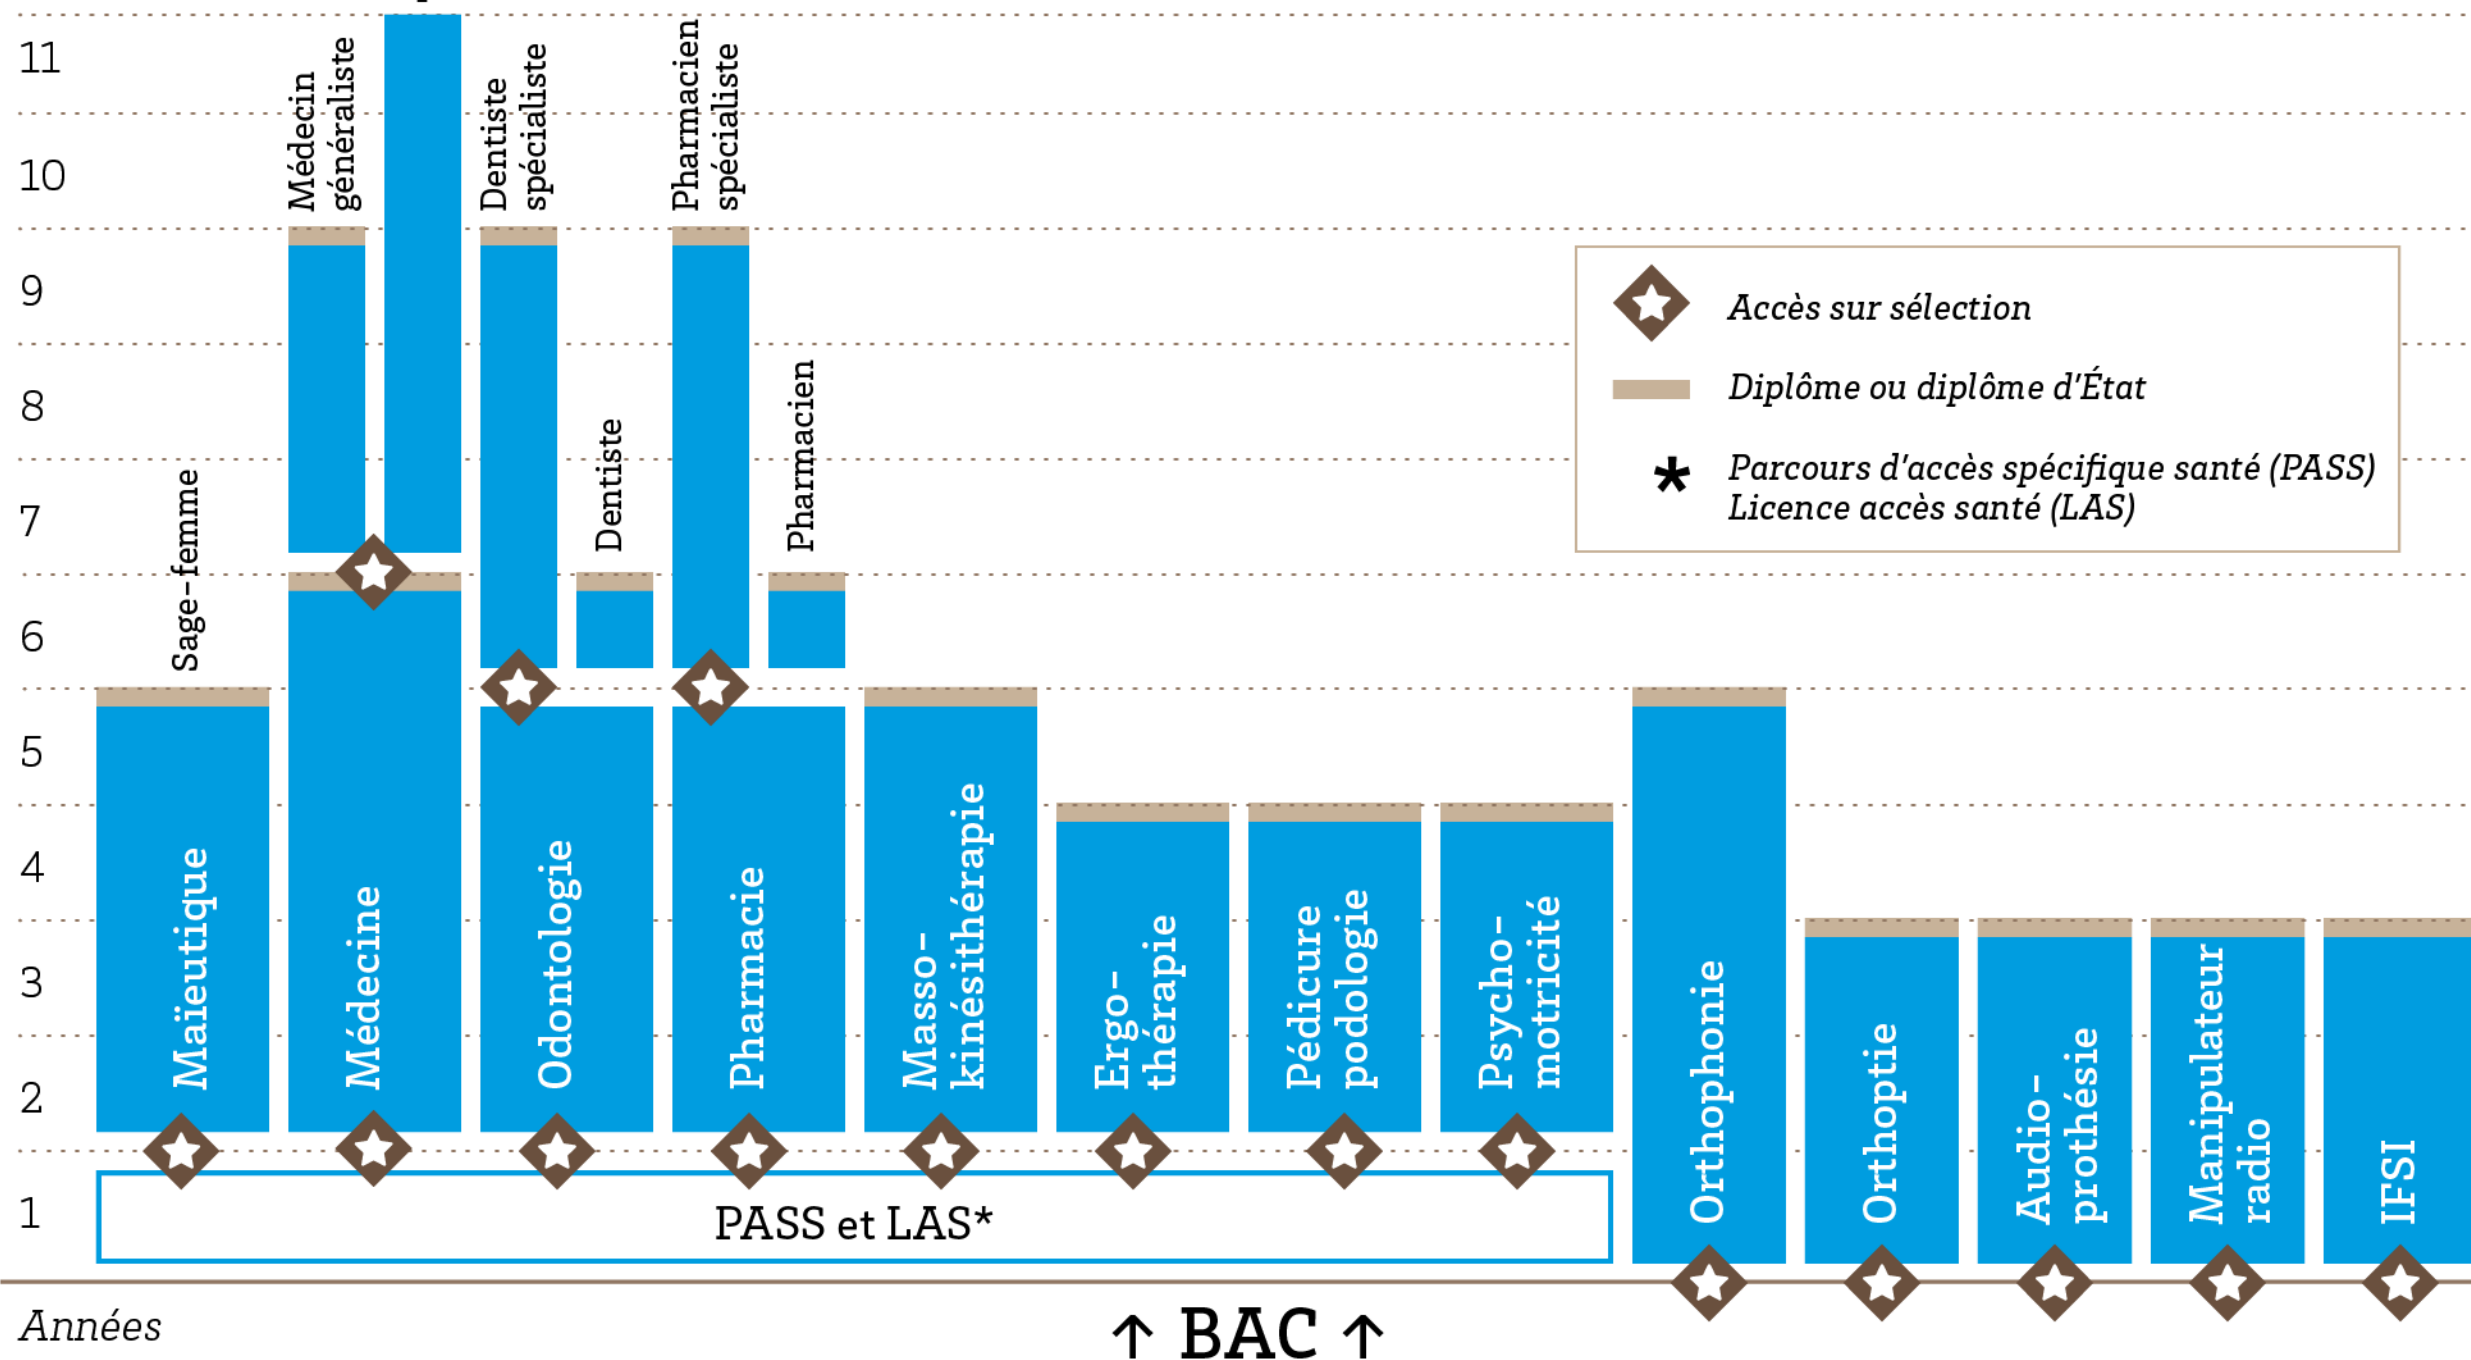 11
10
9
8
7
6
5
4
3
2
1
Médecin
généraliste
Dentiste
spécialiste
Pharmacien
spécialiste
Sage-femme
Dentiste
Pharmacien
Accès sur sélection
Diplôme ou diplôme d'État
* Parcours d'accès spécifique santé (PASS)
Licence accès santé (LAS)
Maïeutique
Médecine
Odontologie
Pharmacie
Masso-
kinésithérapie
Ergo-
thérapie
Pédicure
podologie
Psycho-
motricité
Orthophonie
Orthoptie
Audio-
prothésie
Manipulateur
radio
IFSI
PASS et LAS*
Années
↑ BAC ↑